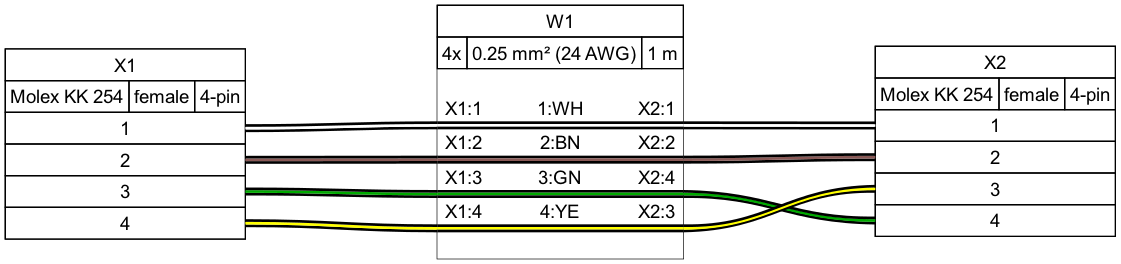 X1
Molex KK 254 female 4-pin
1
2
3
4
W1
4x 0.25 mm² (24 AWG) 1 m
X1:1 1:WH X2:1
X1:2 2:BN X2:2
X1:3 3:GN X2:4
X1:4 4:YE X2:3
X2
Molex KK 254 female 4-pin
1
2
3
4